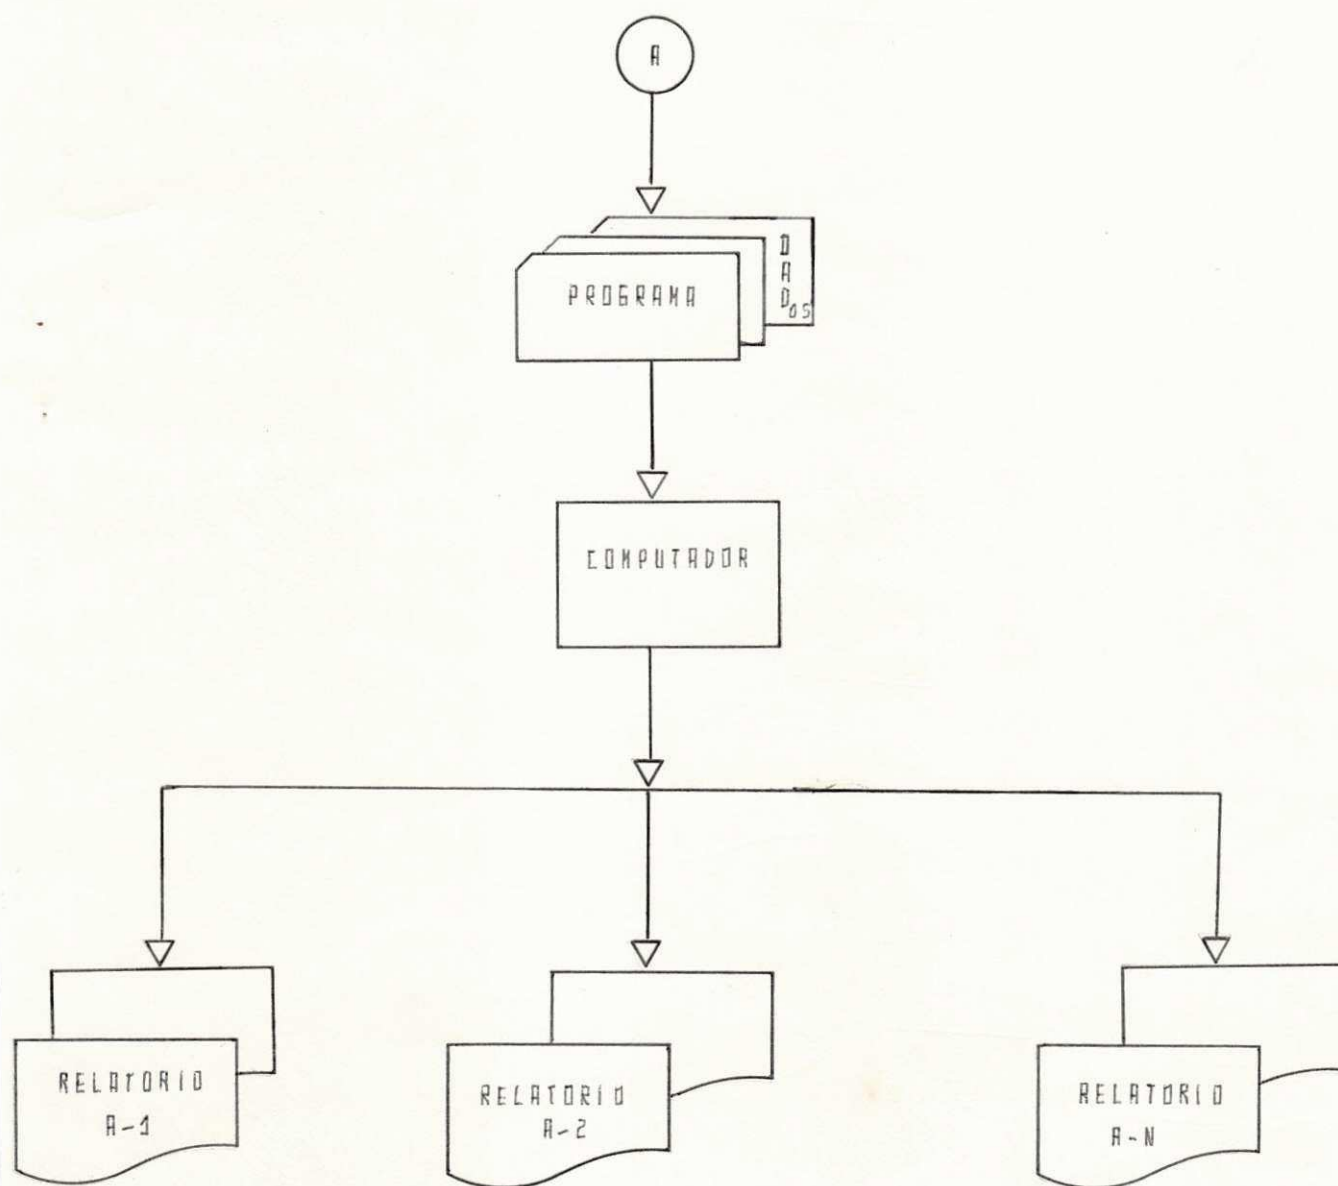 A
PROGRAMA
DADOS
COMPUTADOR
RELATORIO
A-1
RELATORIO
A-2
RELATORIO
A-N